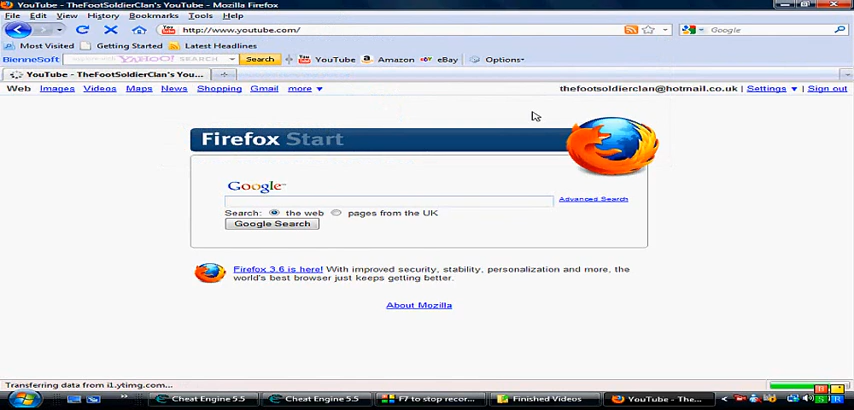 YouTube - TheFootSoldierClan's YouTube - Mozilla Firefox
File Edit View History Bookmarks Tools Help
http://www.youtube.com/ Google
Most Visited Getting Started Latest Headlines
BienneSoft YAHOO! SEARCH Search YouTube Amazon eBay Options
YouTube - TheFootSoldierClan's You...
Web Images Videos Maps News Shopping Gmail more thefootsoldierclan@hotmail.co.uk | Settings | Sign out
Firefox Start
Google
Advanced Search
Search: the web pages from the UK
Google Search
Firefox 3.6 is here! With improved security, stability, personalization and more, the
world's best browser just keeps getting better.
About Mozilla
Transferring data from i1.ytimg.com...
Cheat Engine 5.5 Cheat Engine 5.5 F7 to stop recor... Finished Videos YouTube - The...